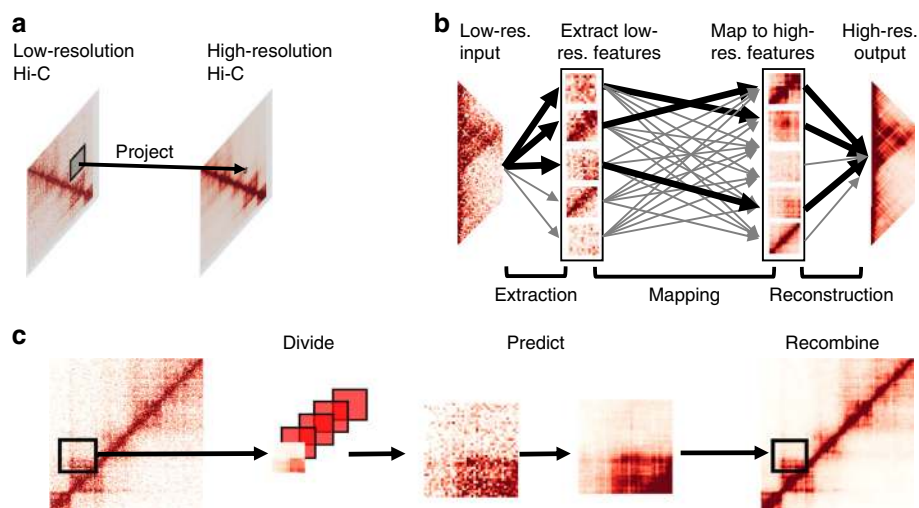 a
Low-resolution
Hi-C
High-resolution
Hi-C
Project
b
Low-res.
input
Extract low-
res. features
Map to high-
res. features
High-res.
output
Extraction
Mapping
Reconstruction
c
Divide
Predict
Recombine